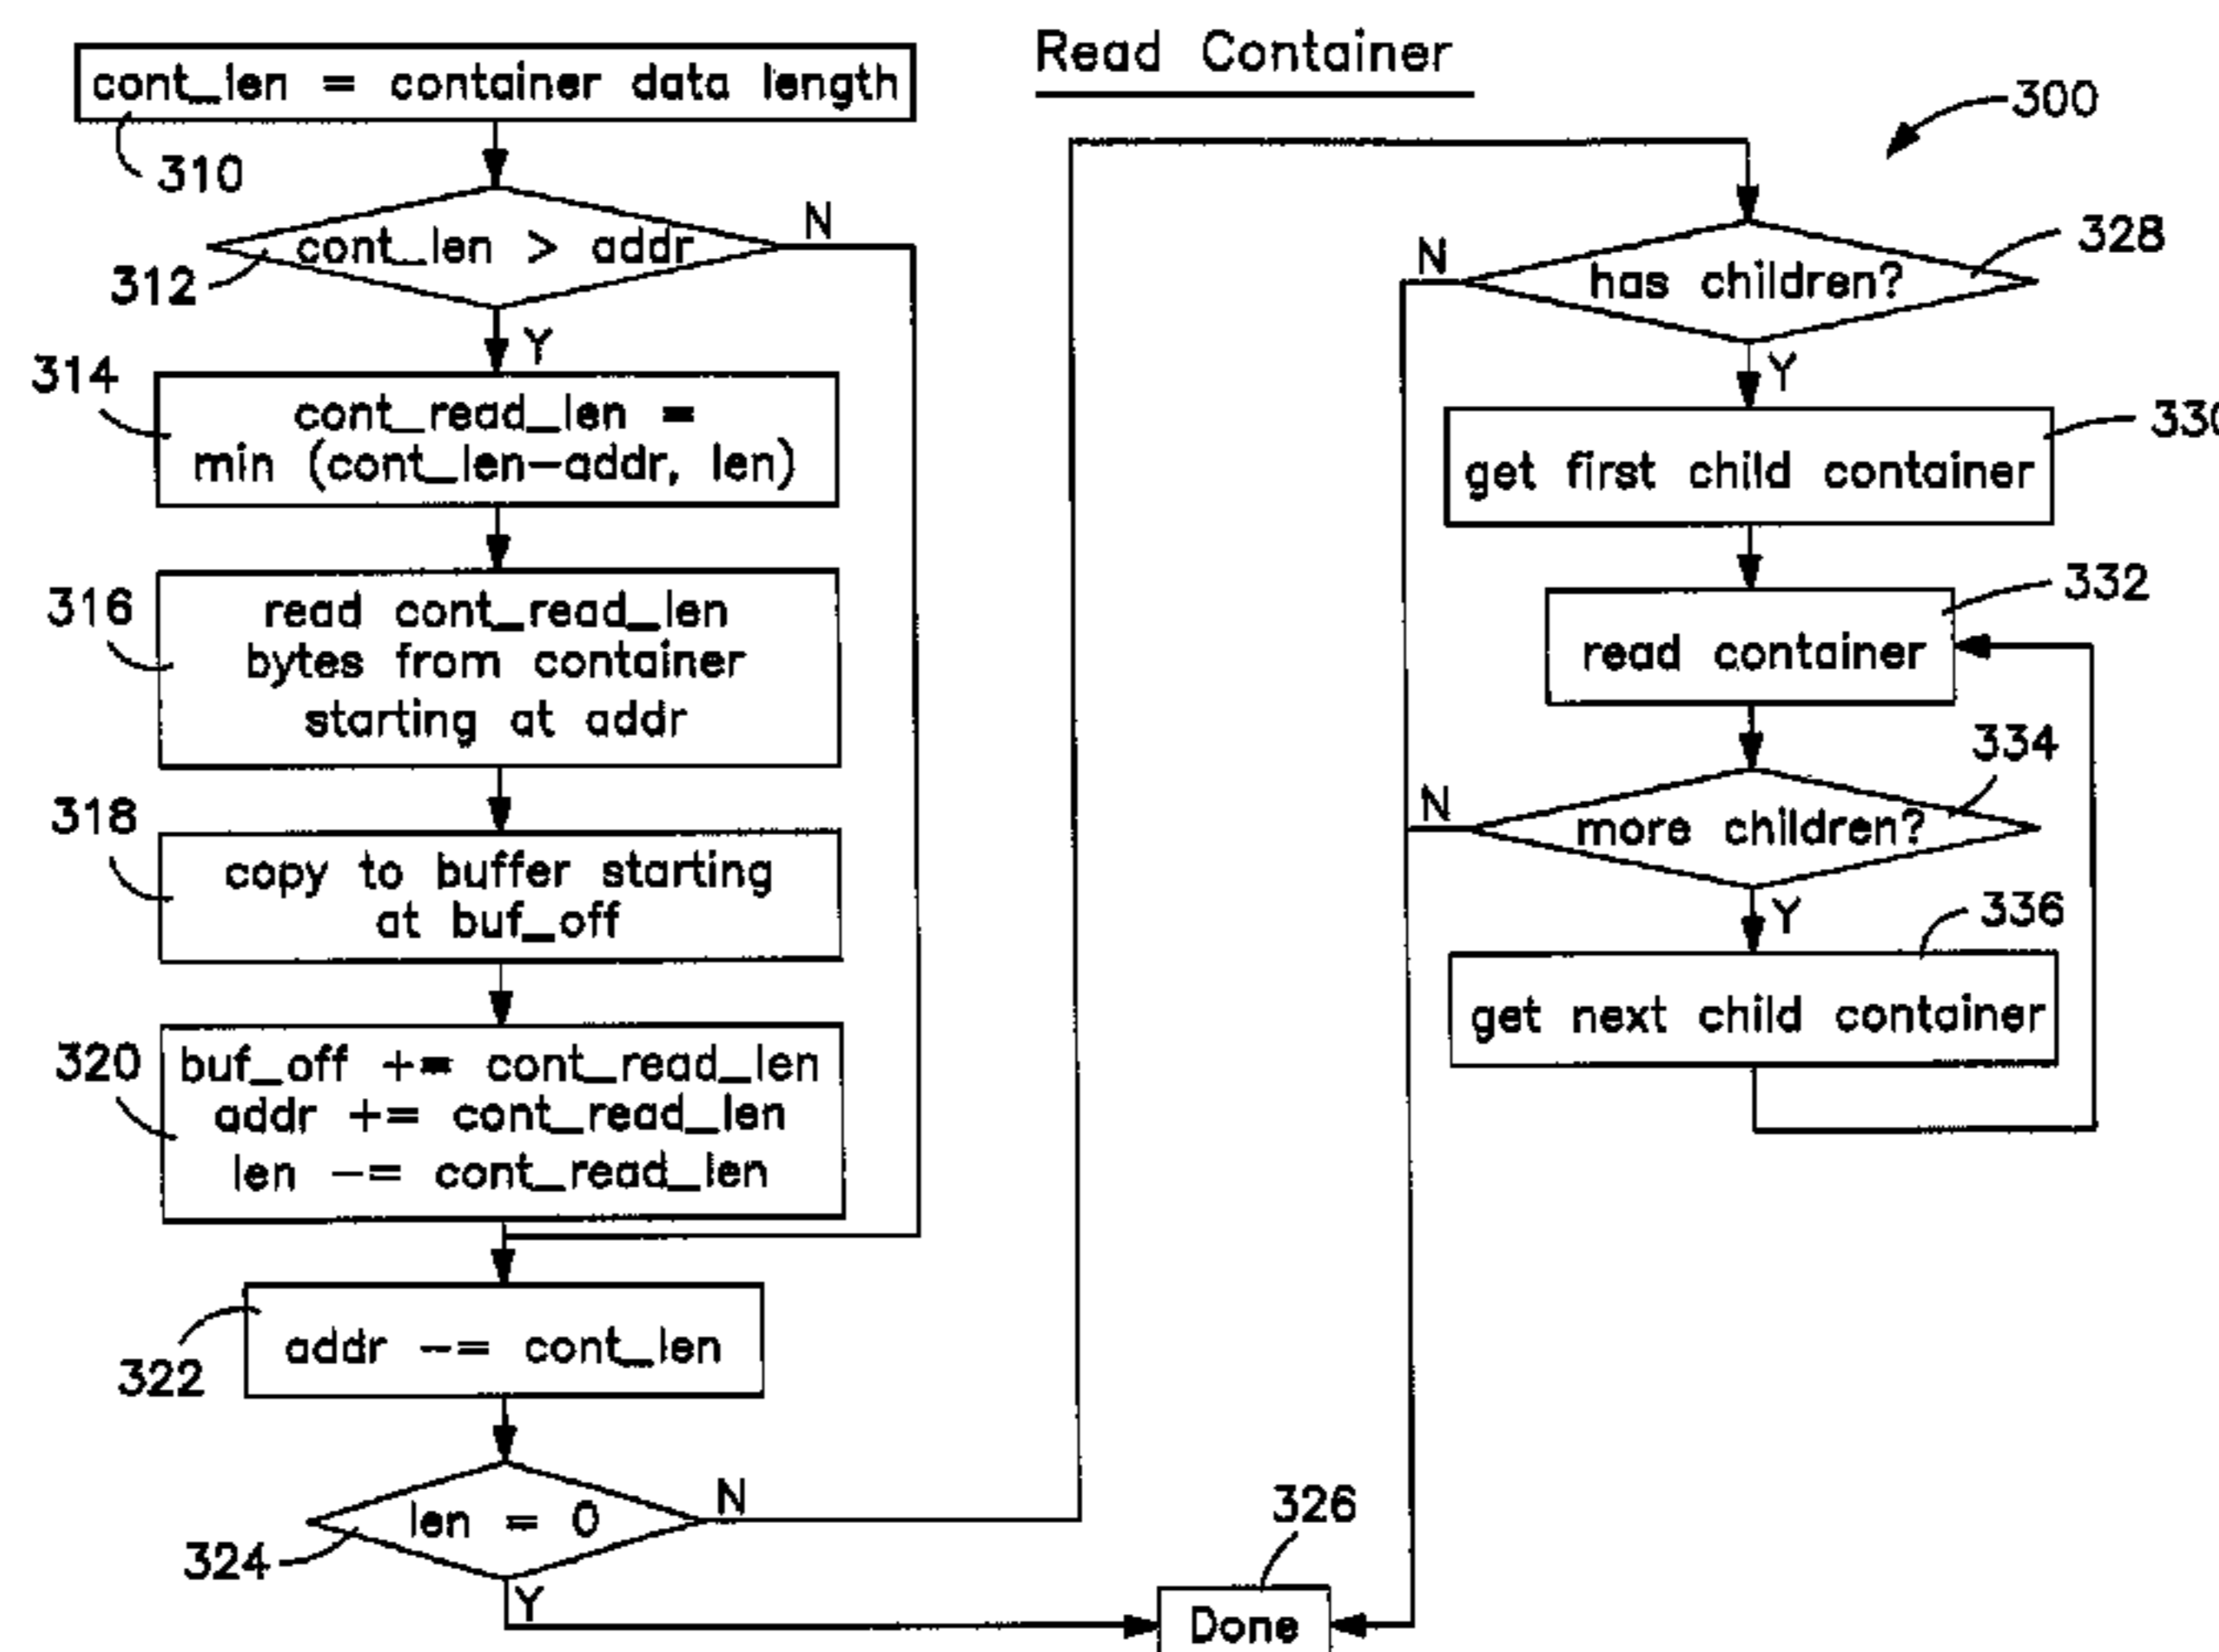 Read Container
300
cont_len = container data length
310
cont_len > addr
N
312
Y
314
cont_read_len =
min (cont_len-addr, len)
316
read cont_read_len
bytes from container
starting at addr
318
copy to buffer starting
at buf_off
320
buf_off += cont_read_len
addr += cont_read_len
len -= cont_read_len
322
addr -= cont_len
len = 0
N
324
Y
326
Done
has children?
328
N
Y
330
get first child container
332
read container
334
more children?
N
Y
336
get next child container